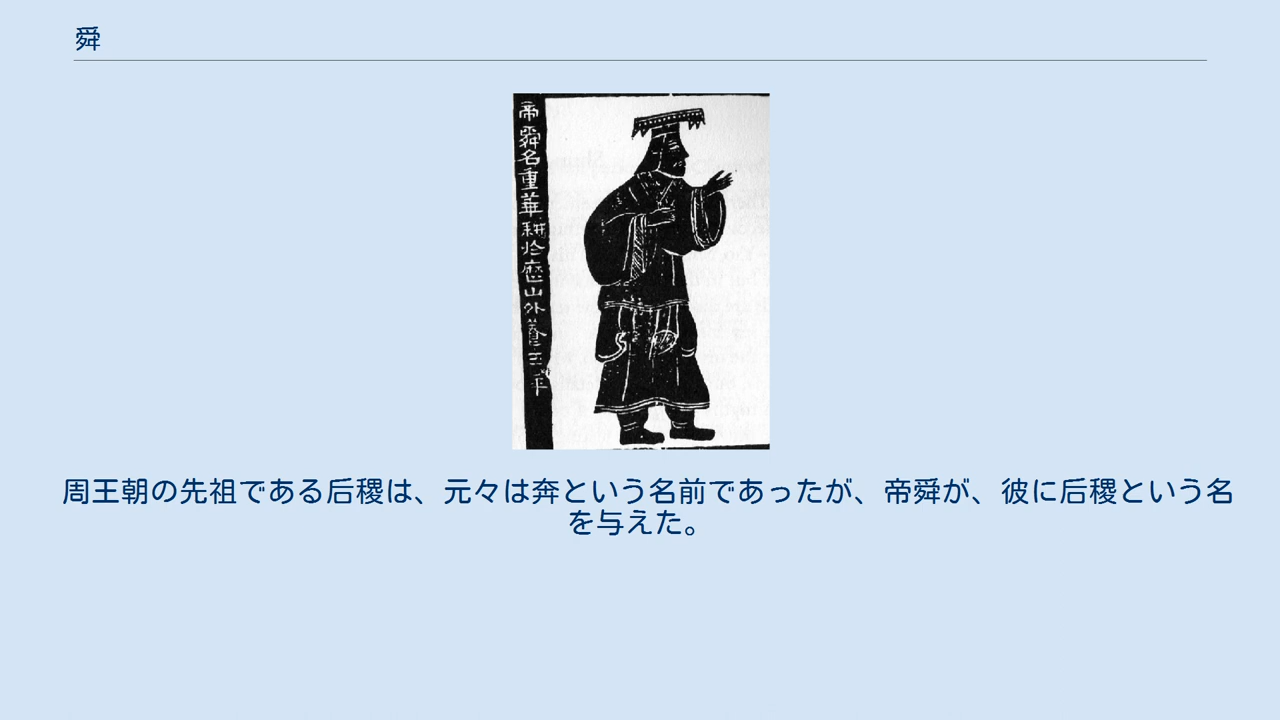 舜
帝舜名重華耕於歷山外養三年
周王朝の先祖である后稷は、元々は奔という名前であったが、帝舜が、彼に后稷という名
を与えた。